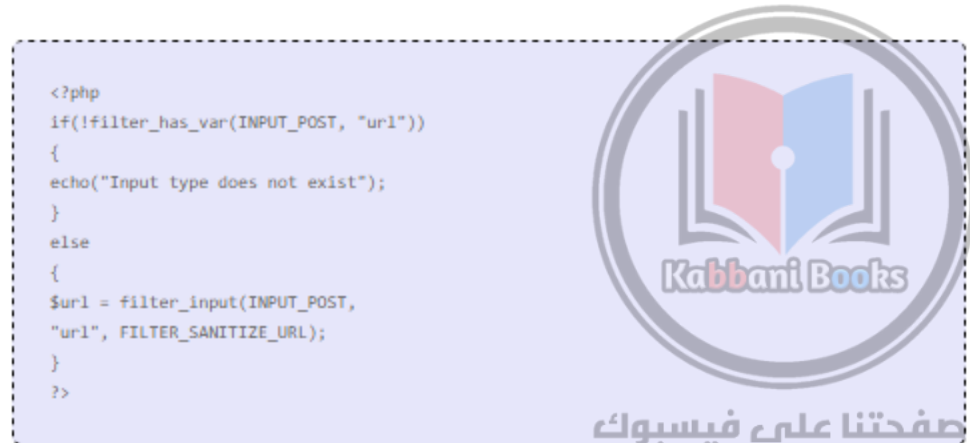 <?php
if(!filter_has_var(INPUT_POST, "url"))
{
echo("Input type does not exist");
}
else
{
$url = filter_input(INPUT_POST,
"url", FILTER_SANITIZE_URL);
}
?>
Kabbani Books
صفحتنا على فيسبوك